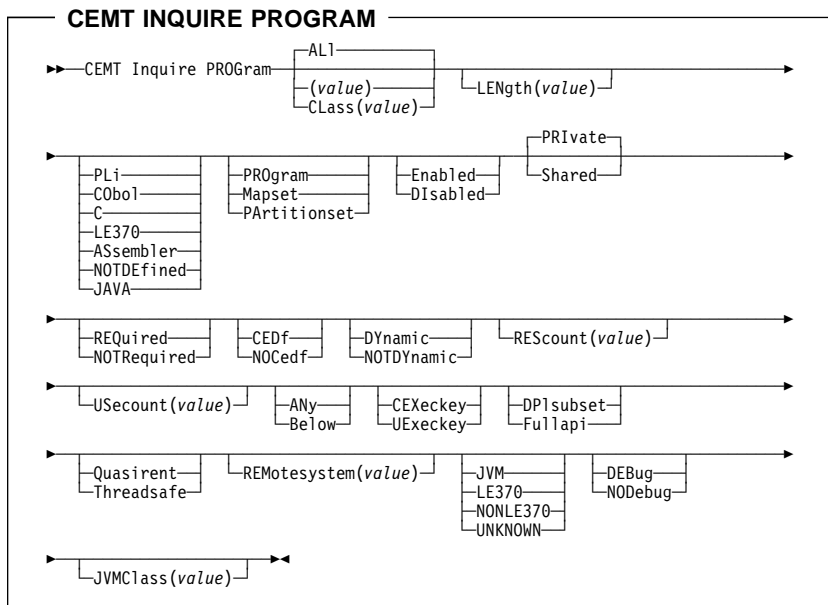 CEMT INQUIRE PROGRAM
ALl
CEMT Inquire PROGram
(value)
CLass(value)
LENgth(value)
PRIvate
PLi PROgram Enabled Shared
CObol Mapset DIsabled
C PArtitionset
LE370
ASsembler
NOTDEfined
JAVA
REQuired CEDf DYnamic REScount(value)
NOTRequired NOCedf NOTDYnamic
USecount(value) ANy CEXeckey DPlsubset
Below UExeckey Fullapi
Quasirent REMotesystem(value) JVM DEBug
Threadsafe LE370 NODebug
NONLE370
UNKNOWN
JVMClass(value)